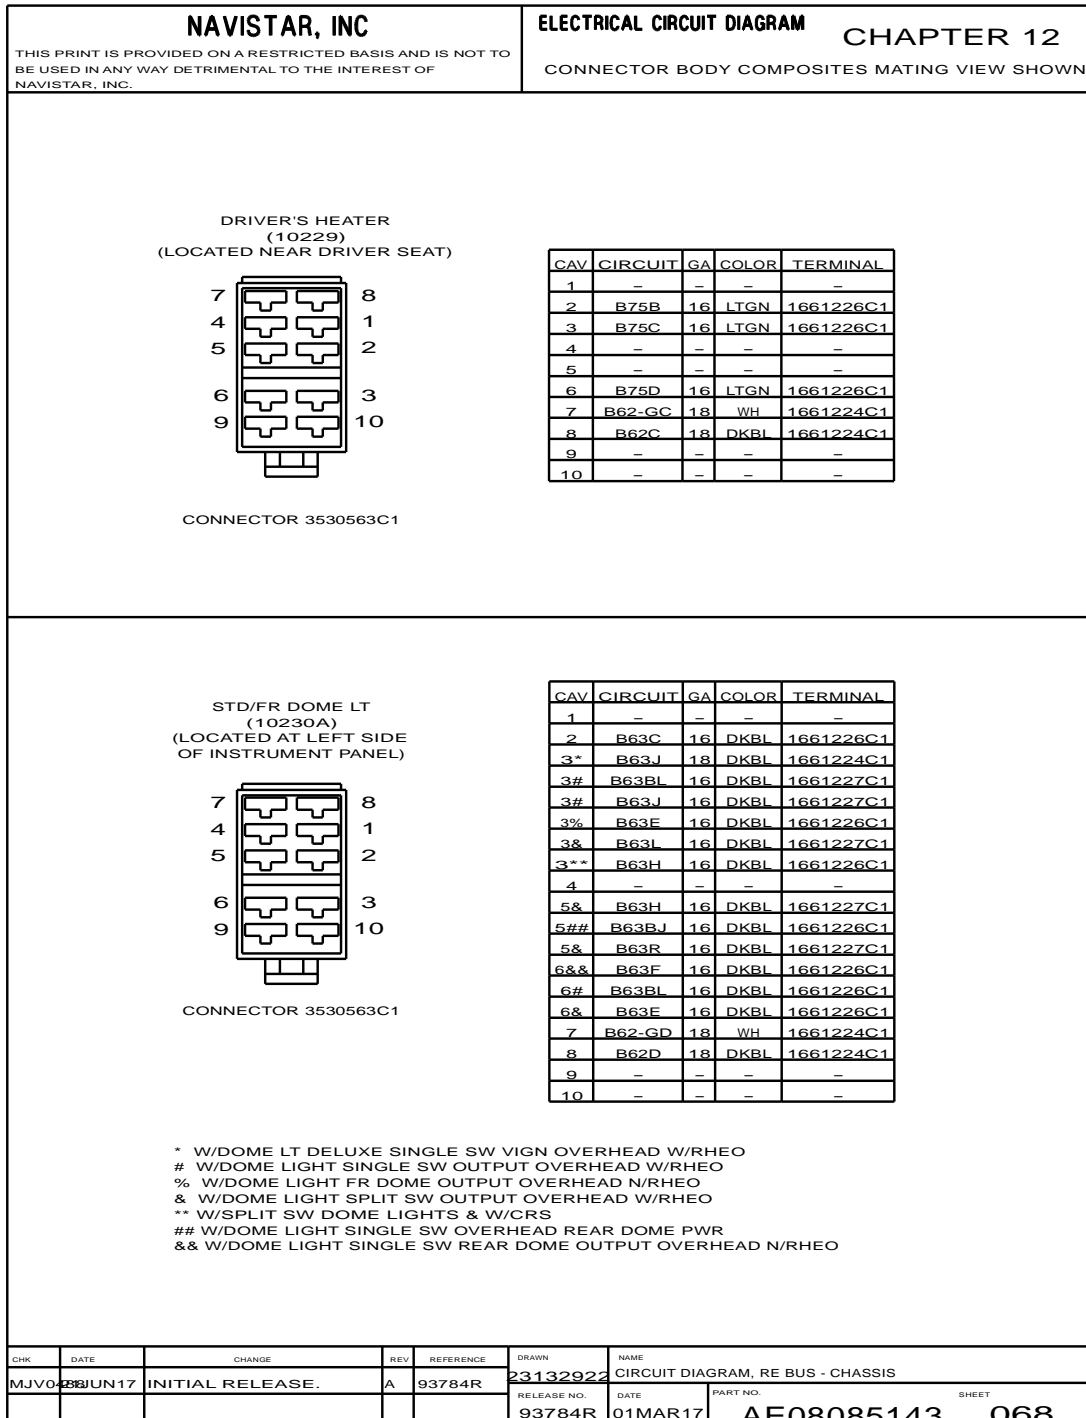 NAVISTAR, INC
THIS PRINT IS PROVIDED ON A RESTRICTED BASIS AND IS NOT TO
BE USED IN ANY WAY DETRIMENTAL TO THE INTEREST OF
NAVISTAR, INC.
ELECTRICAL CIRCUIT DIAGRAM
CHAPTER 12
CONNECTOR BODY COMPOSITES MATING VIEW SHOWN
DRIVER'S HEATER
(10229)
(LOCATED NEAR DRIVER SEAT)
7 8
4 1
5 2
6 3
9 10
CONNECTOR 3530563C1
CAV CIRCUIT GA COLOR TERMINAL
1 – – – –
2 B75B 16 LTGN 1661226C1
3 B75C 16 LTGN 1661226C1
4 – – – –
5 – – – –
6 B75D 16 LTGN 1661226C1
7 B62-GC 18 WH 1661224C1
8 B62C 18 DKBL 1661224C1
9 – – – –
10 – – – –
STD/FR DOME LT
(10230A)
(LOCATED AT LEFT SIDE
OF INSTRUMENT PANEL)
7 8
4 1
5 2
6 3
9 10
CONNECTOR 3530563C1
CAV CIRCUIT GA COLOR TERMINAL
1 – – – –
2 B63C 16 DKBL 1661226C1
3* B63J 18 DKBL 1661224C1
3# B63BL 16 DKBL 1661227C1
3# B63J 16 DKBL 1661227C1
3% B63E 16 DKBL 1661226C1
3& B63L 16 DKBL 1661227C1
3** B63H 16 DKBL 1661226C1
4 – – – –
5& B63H 16 DKBL 1661227C1
5## B63BJ 16 DKBL 1661226C1
5& B63R 16 DKBL 1661227C1
6&& B63F 16 DKBL 1661226C1
6# B63BL 16 DKBL 1661226C1
6& B63E 16 DKBL 1661226C1
7 B62-GD 18 WH 1661224C1
8 B62D 18 DKBL 1661224C1
9 – – – –
10 – – – –
* W/DOME LT DELUXE SINGLE SW VIGN OVERHEAD W/RHEO
# W/DOME LIGHT SINGLE SW OUTPUT OVERHEAD W/RHEO
% W/DOME LIGHT FR DOME OUTPUT OVERHEAD N/RHEO
& W/DOME LIGHT SPLIT SW OUTPUT OVERHEAD W/RHEO
** W/SPLIT SW DOME LIGHTS & W/CRS
## W/DOME LIGHT SINGLE SW OVERHEAD REAR DOME PWR
&& W/DOME LIGHT SINGLE SW REAR DOME OUTPUT OVERHEAD N/RHEO
CHK DATE CHANGE REV REFERENCE
INITIAL RELEASE. A 93784R
DRAWN
23132922
NAME
CIRCUIT DIAGRAM, RE BUS - CHASSIS
RELEASE NO.
93784R
DATE
01MAR17
PART NO.
AE08085143
SHEET
068